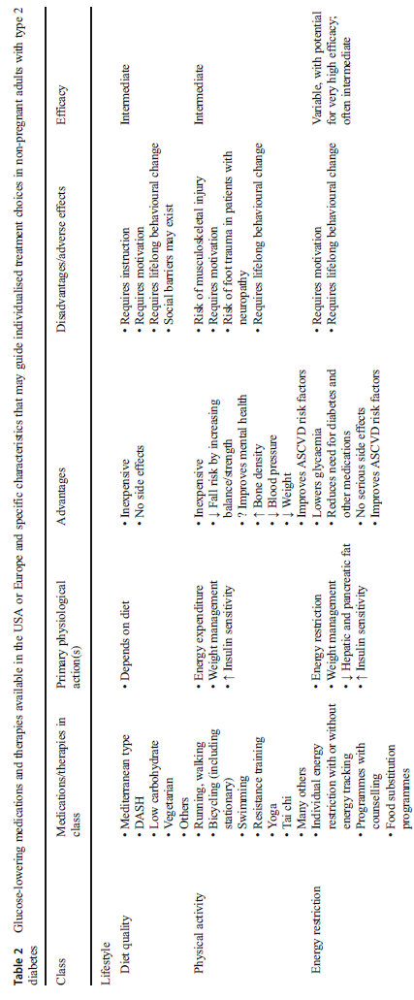 Table 2 Glucose-lowering medications and therapies available in the USA or Europe and specific characteristics that may guide individualised treatment choices in non-pregnant adults with type 2
diabetes
Class
Medications/therapies in
class
Primary physiological
action(s)
Advantages
Disadvantages/adverse effects
Efficacy
Lifestyle
Diet quality
• Mediterranean type
• DASH
• Low carbohydrate
• Vegetarian
• Others
• Depends on diet
• Inexpensive
• No side effects
• Requires instruction
• Requires motivation
• Requires lifelong behavioural change
• Social barriers may exist
Intermediate
Physical activity
• Running, walking
• Bicycling (including
stationary)
• Swimming
• Resistance training
• Yoga
• Tai chi
• Many others
• Energy expenditure
• Weight management
• ↑ Insulin sensitivity
• Inexpensive
• ↓ Fall risk by increasing
balance/strength
• ? Improves mental health
• ↑ Bone density
• ↓ Blood pressure
• ↓ Weight
• Improves ASCVD risk factors
• Risk of musculoskeletal injury
• Requires motivation
• Risk of foot trauma in patients with
neuropathy
• Requires lifelong behavioural change
Intermediate
Energy restriction
• Individual energy
restriction with or without
energy tracking
• Programmes with
counselling
• Food substitution
programmes
• Energy restriction
• Weight management
• ↓ Hepatic and pancreatic fat
• ↑ Insulin sensitivity
• Lowers glycaemia
• Reduces need for diabetes and
other medications
• No serious side effects
• Improves ASCVD risk factors
• Requires motivation
• Requires lifelong behavioural change
Variable, with potential
for very high efficacy;
often intermediate